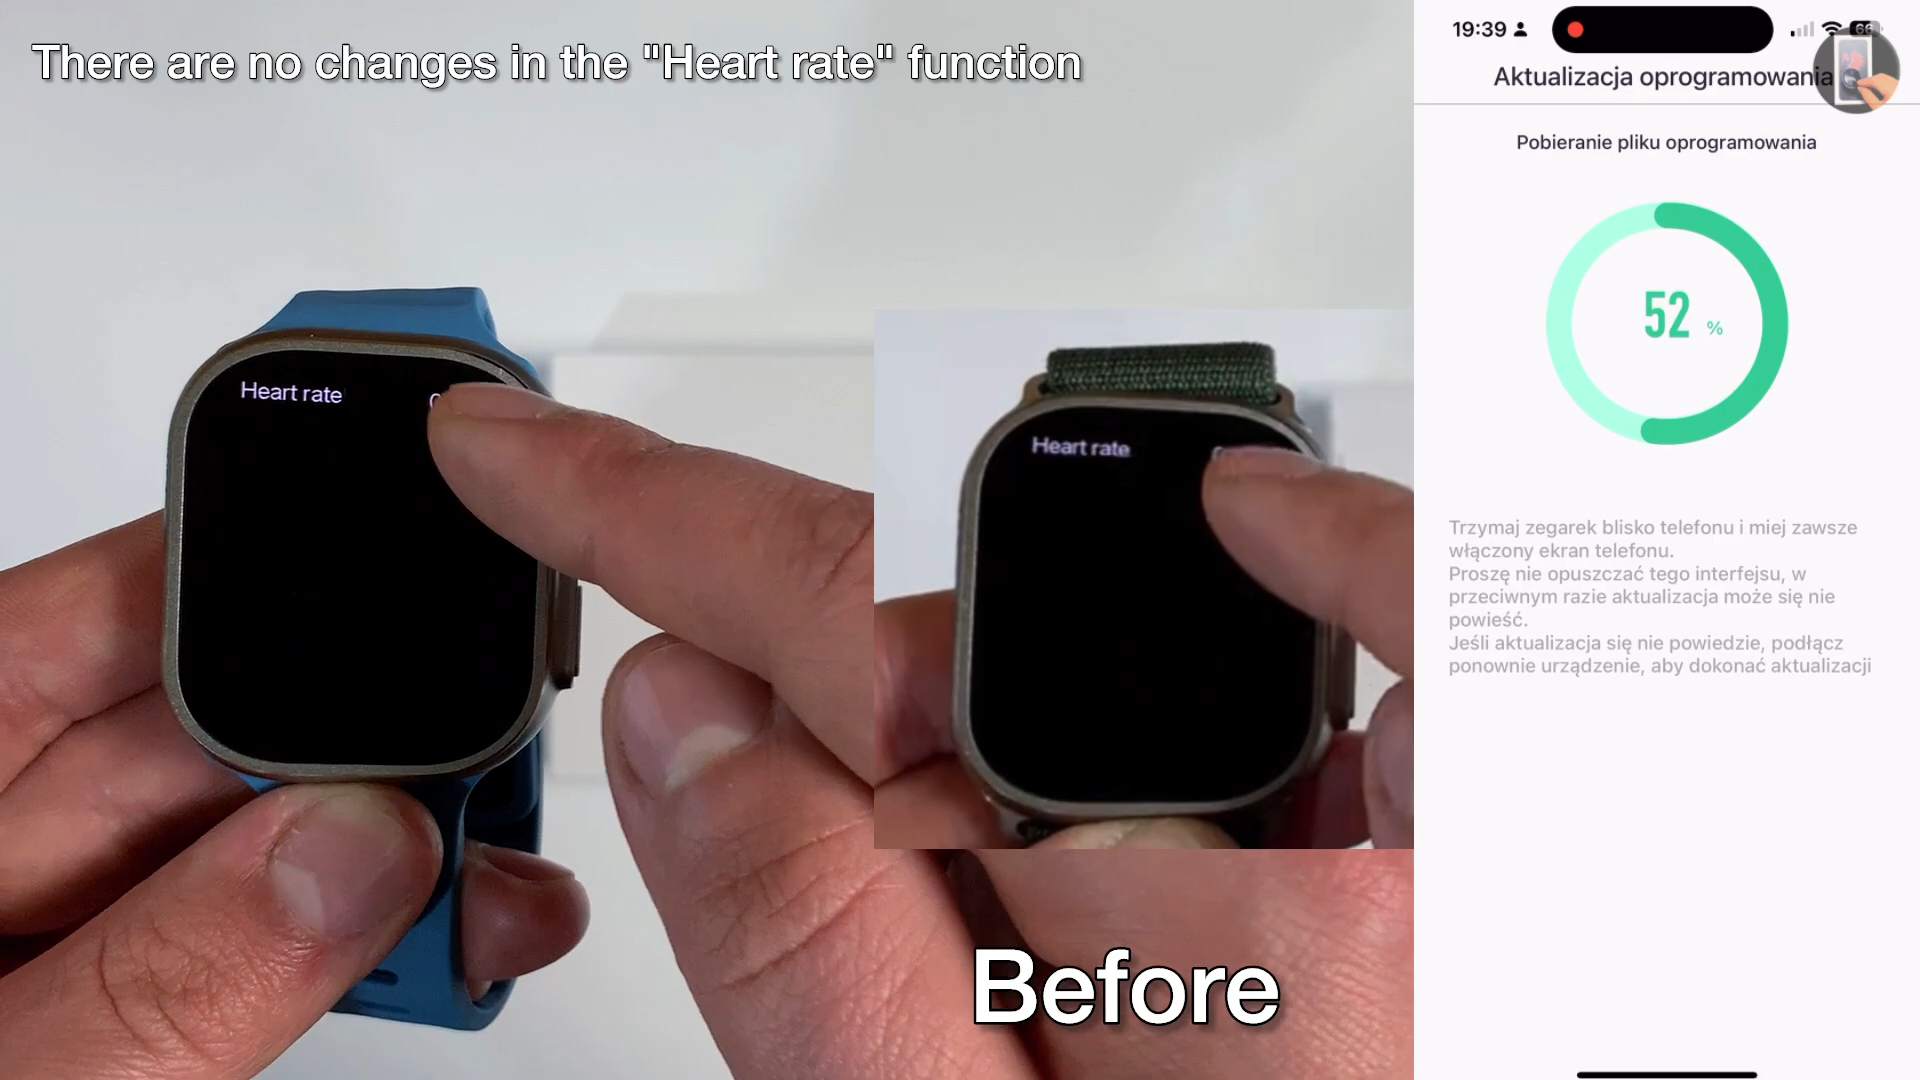 There are no changes in the "Heart rate" function
Heart rate
Heart rate
Before
19:39
66
Aktualizacja oprogramowania
Pobieranie pliku oprogramowania
52 %
Trzymaj zegarek blisko telefonu i miej zawsze
włączony ekran telefonu.
Proszę nie opuszczać tego interfejsu, w
przeciwnym razie aktualizacja może się nie
powieść.
Jeśli aktualizacja się nie powiedzie, podłącz
ponownie urządzenie, aby dokonać aktualizacji